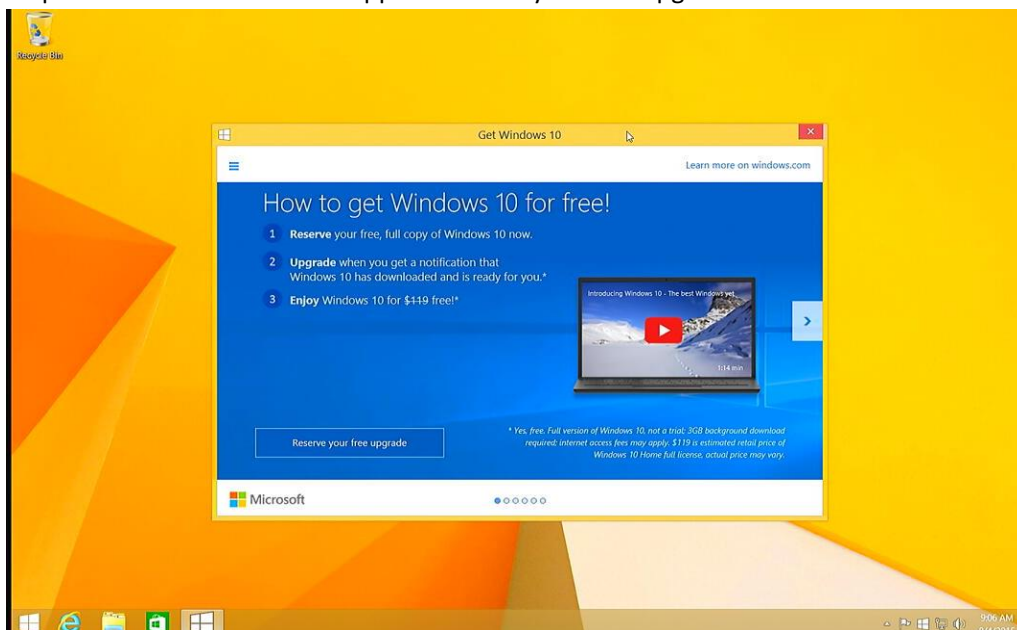 Recycle Bin
Get Windows 10
Learn more on windows.com
How to get Windows 10 for free!
1 Reserve your free, full copy of Windows 10 now.
2 Upgrade when you get a notification that
Windows 10 has downloaded and is ready for you.*
3 Enjoy Windows 10 for $119 free!*
Introducing Windows 10 - The best Windows yet
1:14 min
Reserve your free upgrade
* Yes, free. Full version of Windows 10, not a trial; 3GB background download
required; internet access fees may apply. $119 is estimated retail price of
Windows 10 Home full license, actual price may vary.
Microsoft
9:06 AM